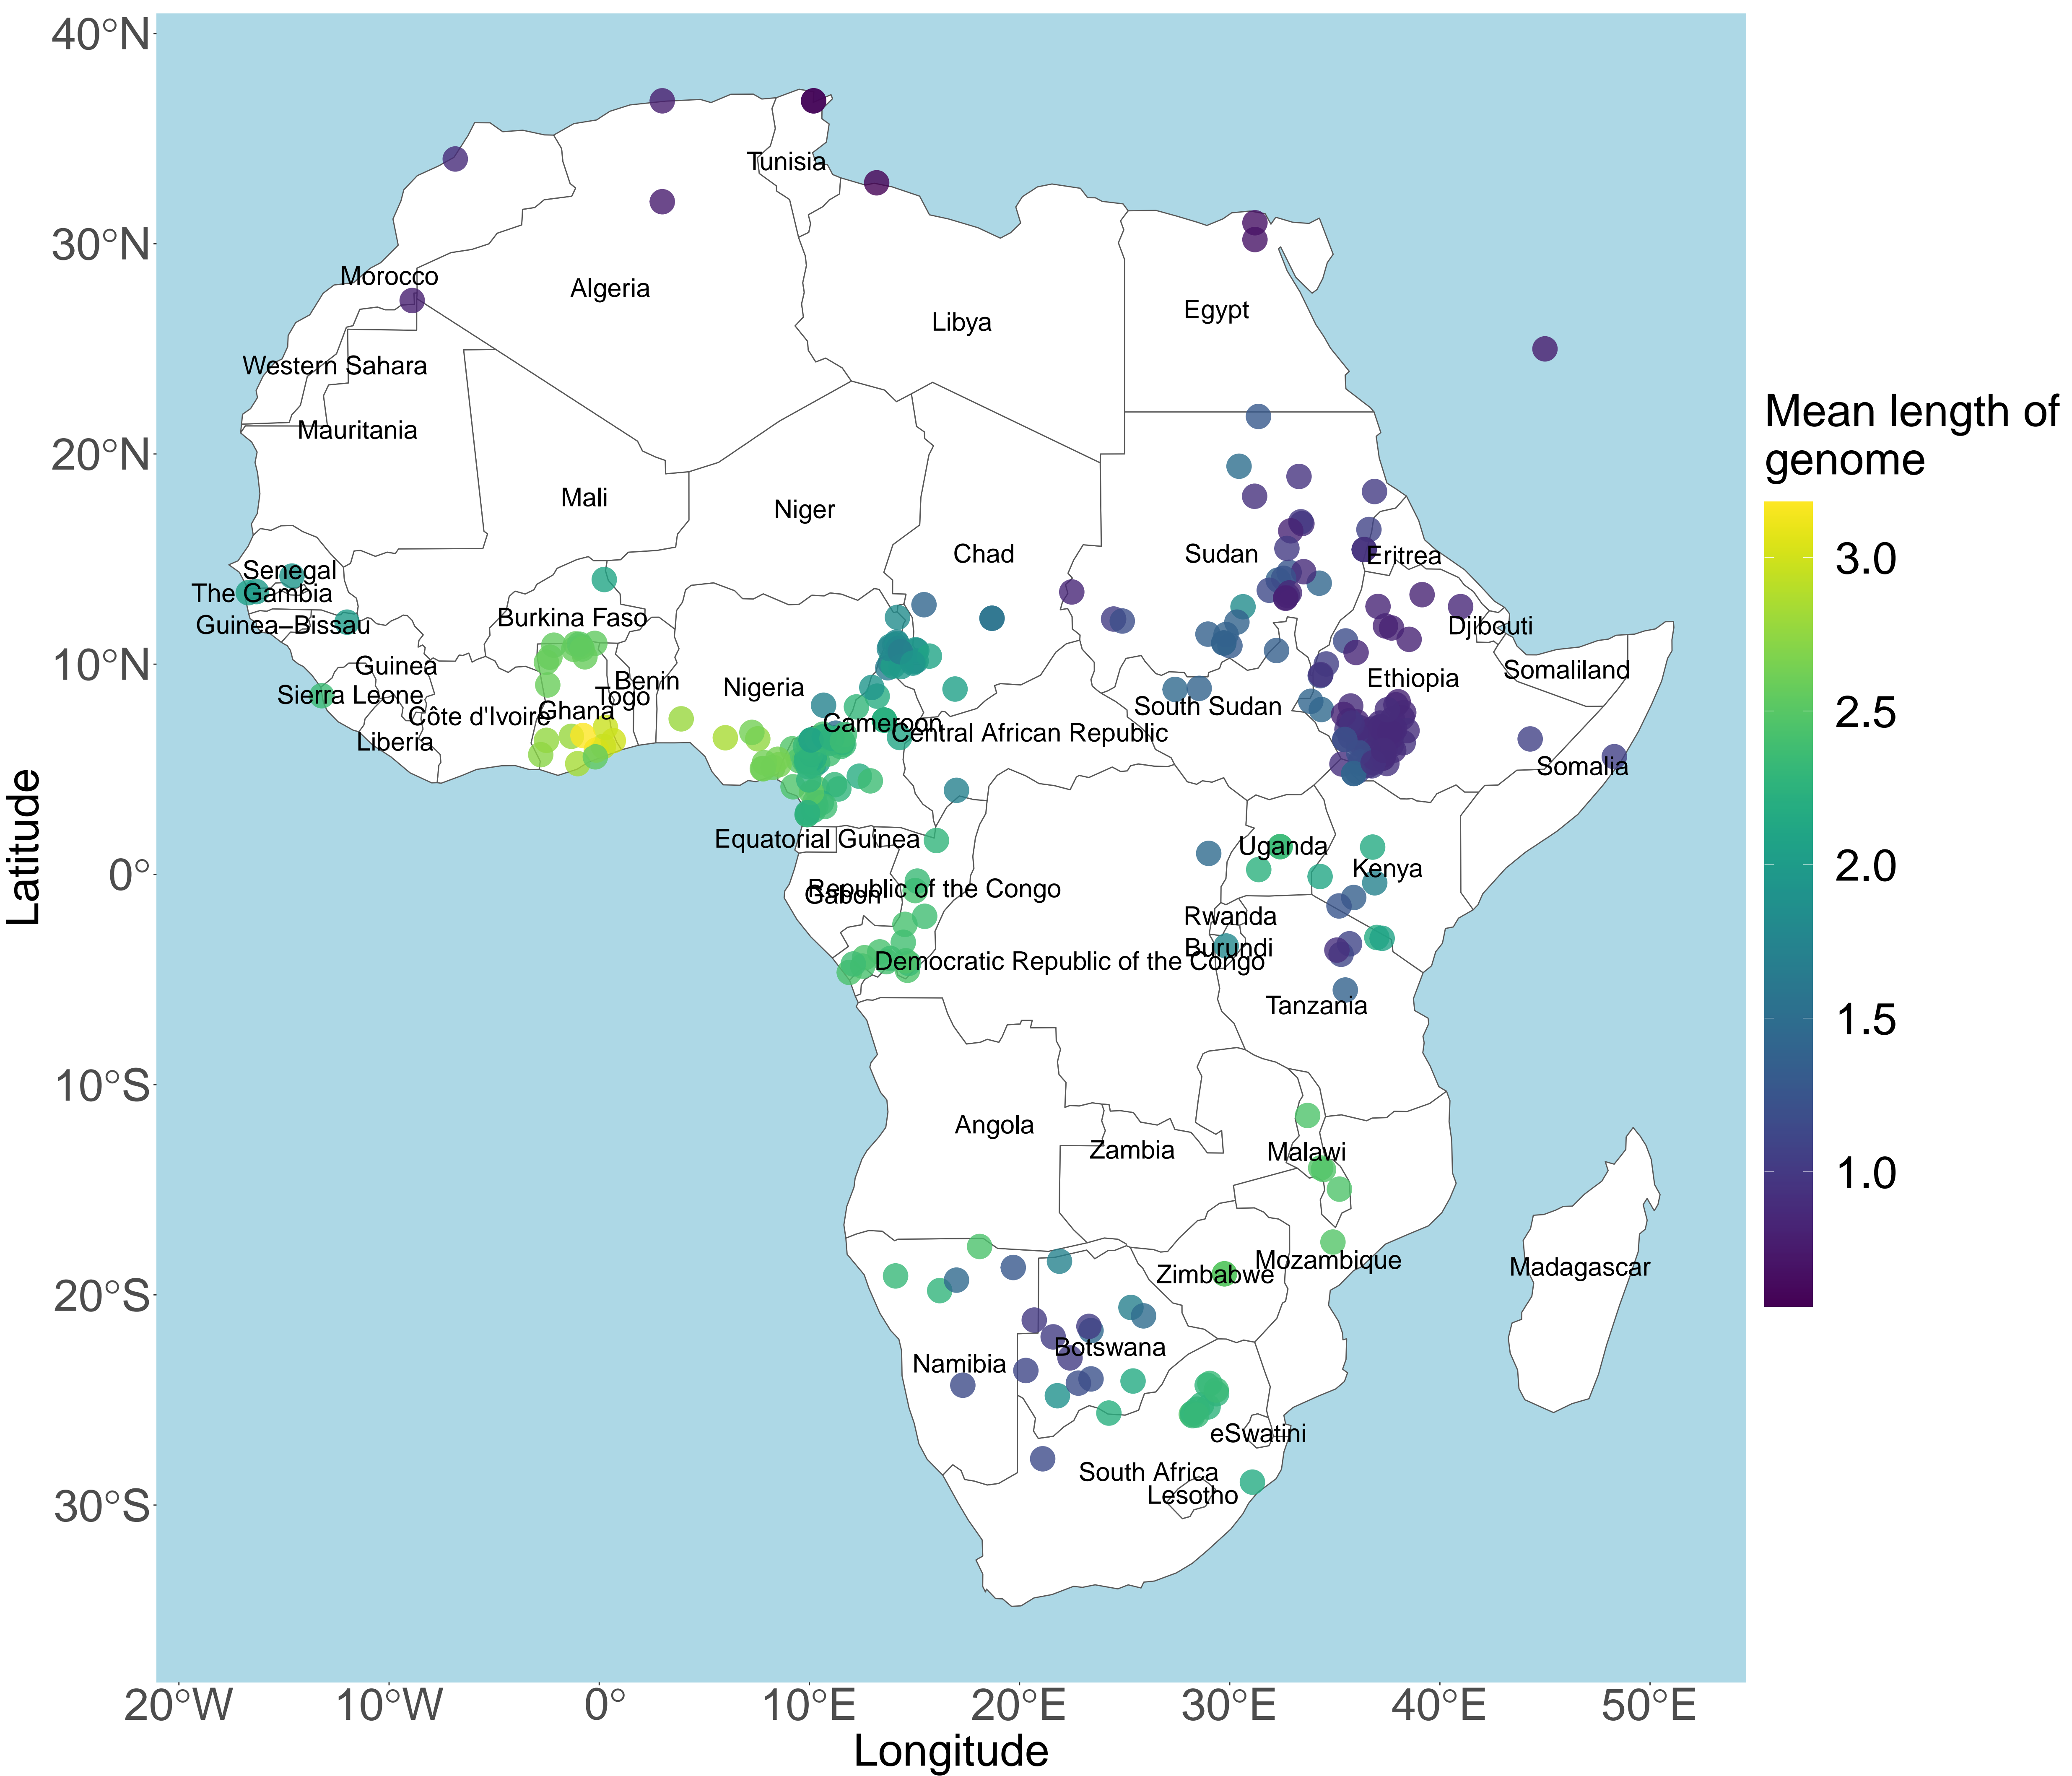 40°N
30°N
20°N
10°N
0°
10°S
20°S
30°S
Latitude
20°W
10°W
0°
10°E
20°E
30°E
40°E
50°E
Longitude
Tunisia
Morocco
Algeria
Libya
Egypt
Western Sahara
Mauritania
Mali
Niger
Chad
Sudan
Eritrea
Senegal
The Gambia
Guinea–Bissau
Burkina Faso
Djibouti
Guinea
Sierra Leone
Benin
Togo
Nigeria
Ethiopia
Somaliland
Côte d'Ivoire
Ghana
Liberia
Cameroon
Central African Republic
South Sudan
Somalia
Equatorial Guinea
Uganda
Kenya
Republic of the Congo
Gabon
Rwanda
Burundi
Democratic Republic of the Congo
Tanzania
Angola
Zambia
Malawi
Mozambique
Zimbabwe
Madagascar
Namibia
Botswana
eSwatini
South Africa
Lesotho
Mean length of
genome
3.0
2.5
2.0
1.5
1.0